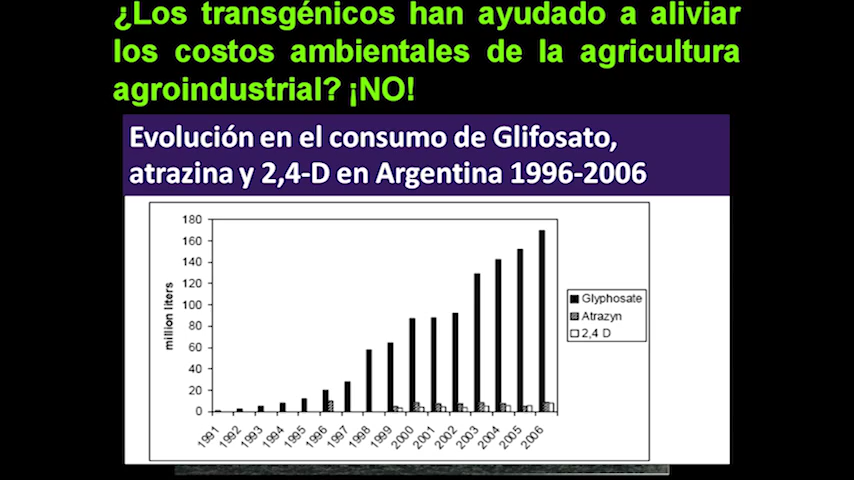 ¿Los transgénicos han ayudado a aliviar
los costos ambientales de la agricultura
agroindustrial? ¡NO!
Evolución en el consumo de Glifosato,
atrazina y 2,4-D en Argentina 1996-2006
180
160
140
120
100
80
60
40
20
0
million liters
1991 1992 1993 1994 1995 1996 1997 1998 1999 2000 2001 2002 2003 2004 2005 2006
Glyphosate
Atrazyn
2,4 D